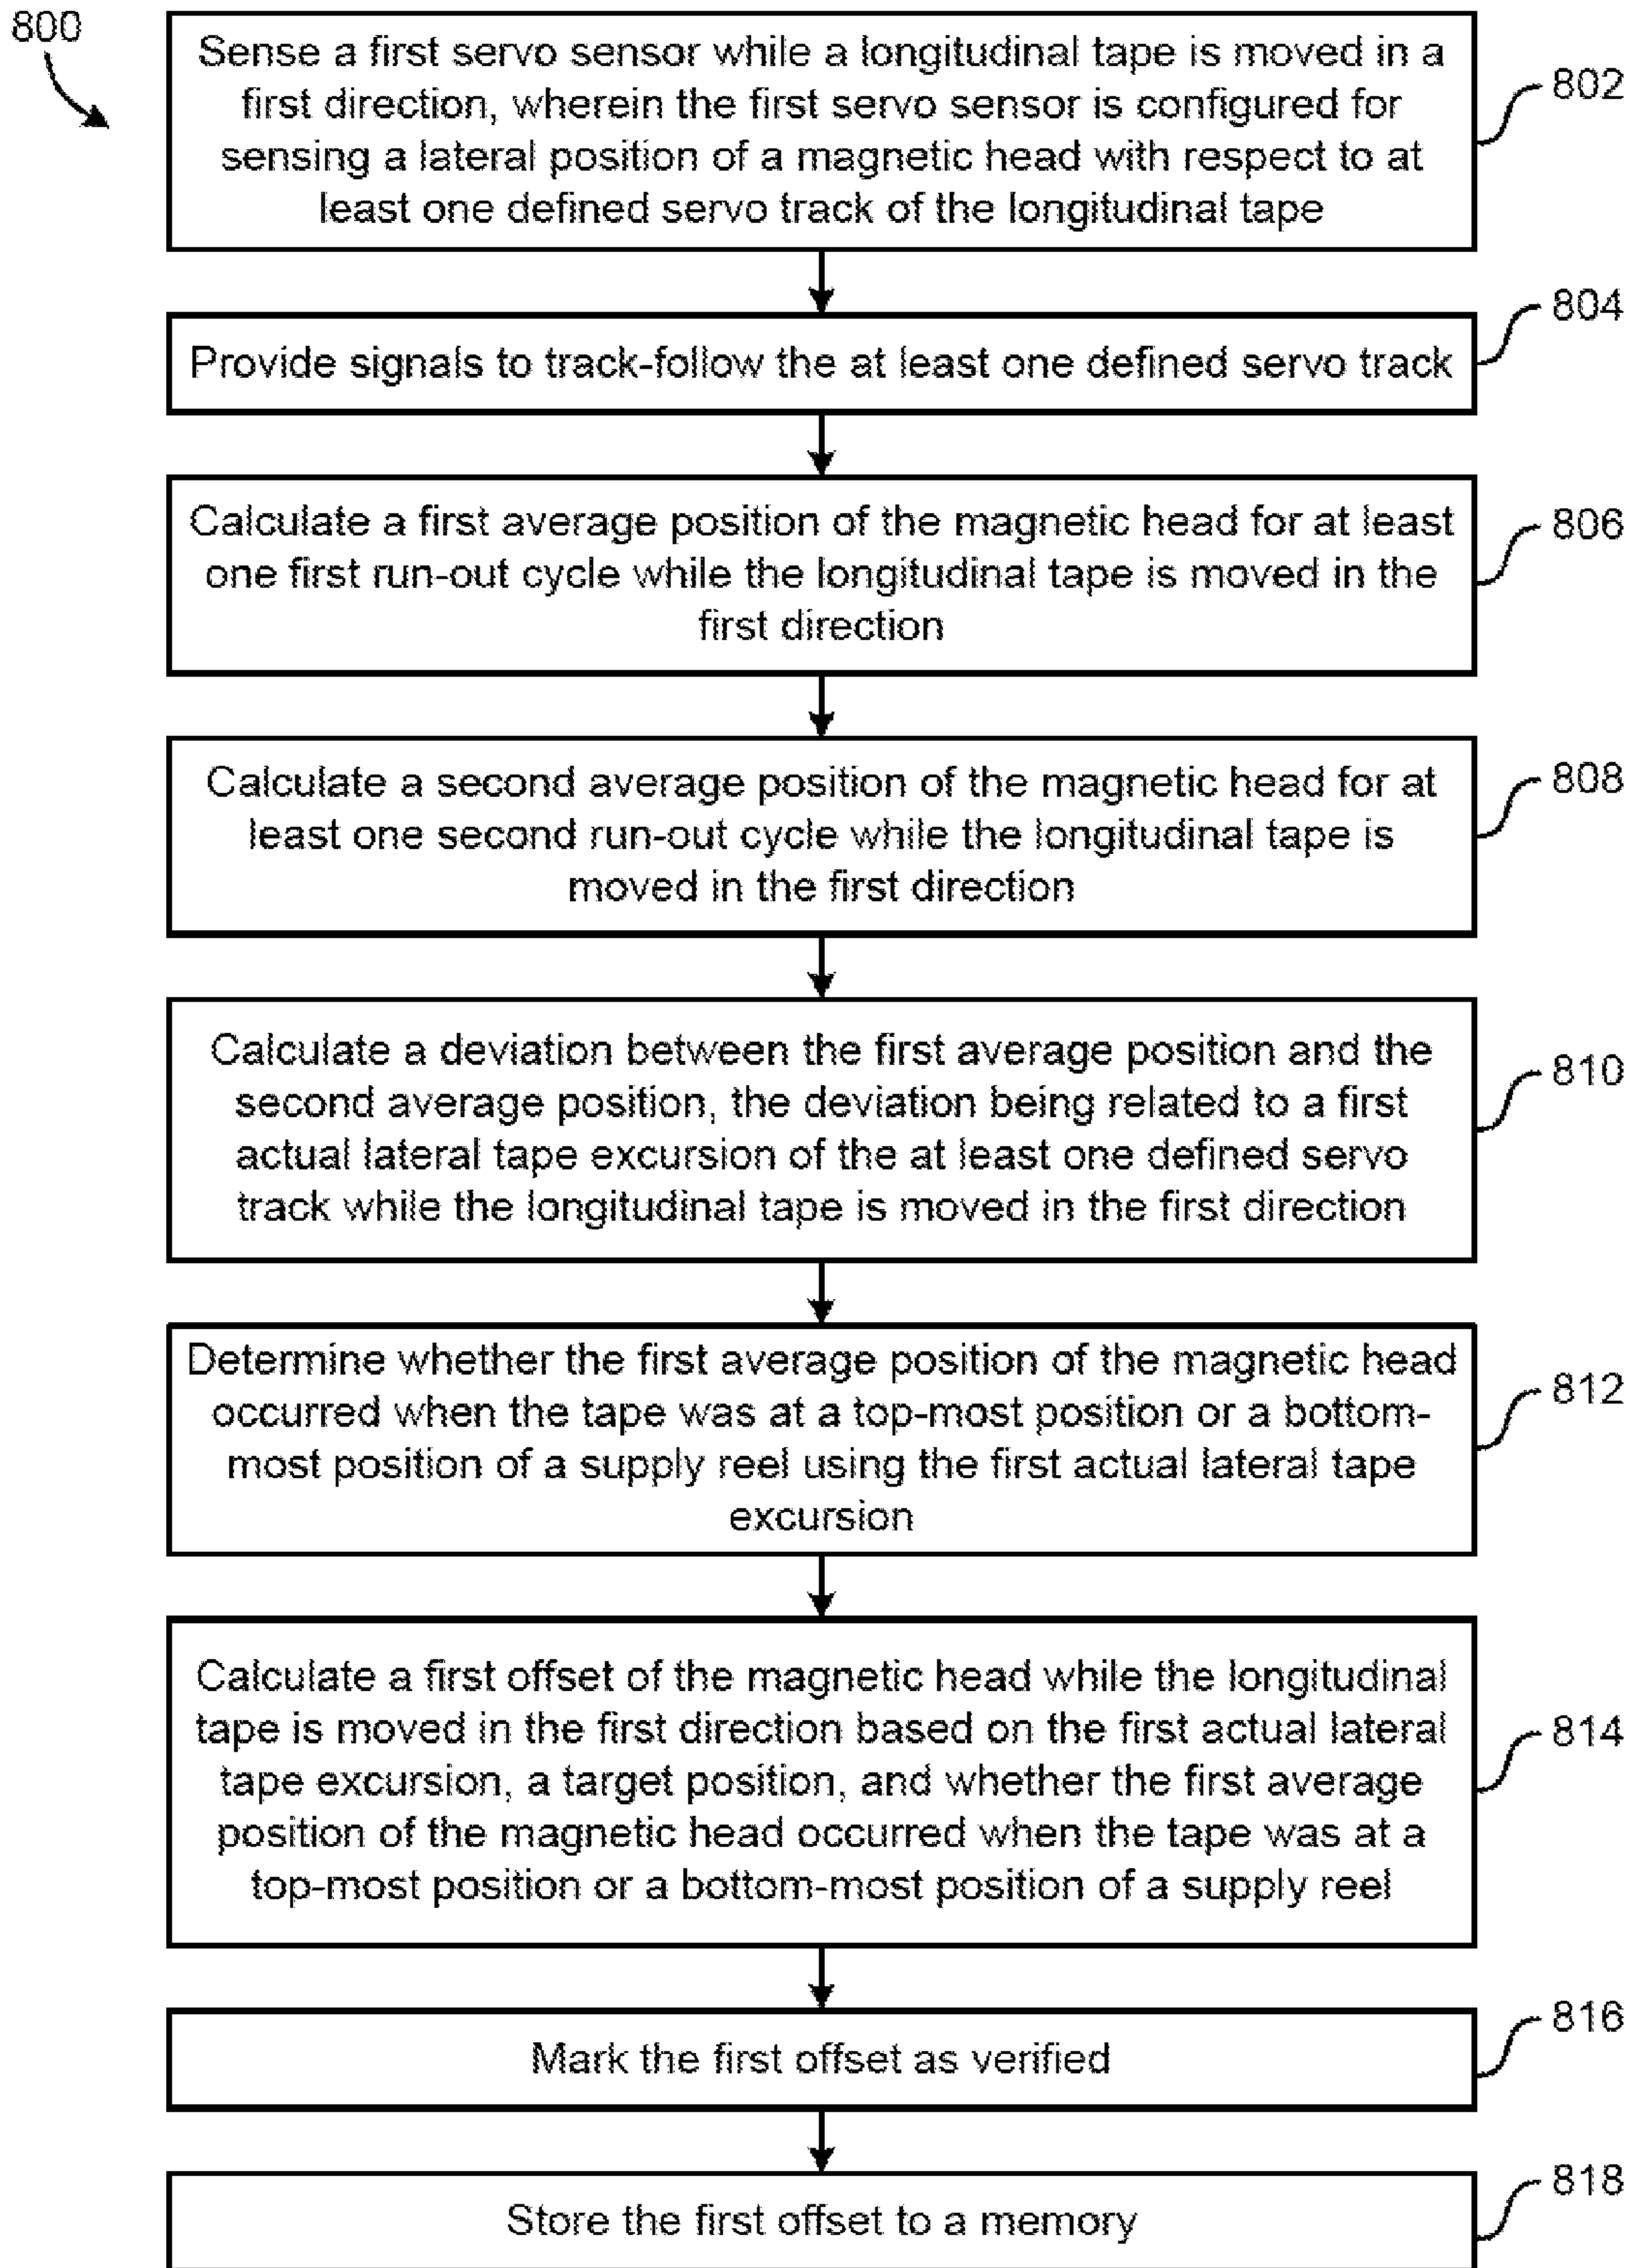 800
Sense a first servo sensor while a longitudinal tape is moved in a
first direction, wherein the first servo sensor is configured for
sensing a lateral position of a magnetic head with respect to at
least one defined servo track of the longitudinal tape
802
Provide signals to track-follow the at least one defined servo track
804
Calculate a first average position of the magnetic head for at least
one first run-out cycle while the longitudinal tape is moved in the
first direction
806
Calculate a second average position of the magnetic head for at
least one second run-out cycle while the longitudinal tape is
moved in the first direction
808
Calculate a deviation between the first average position and the
second average position, the deviation being related to a first
actual lateral tape excursion of the at least one defined servo
track while the longitudinal tape is moved in the first direction
810
Determine whether the first average position of the magnetic head
occurred when the tape was at a top-most position or a bottom-
most position of a supply reel using the first actual lateral tape
excursion
812
Calculate a first offset of the magnetic head while the longitudinal
tape is moved in the first direction based on the first actual lateral
tape excursion, a target position, and whether the first average
position of the magnetic head occurred when the tape was at a
top-most position or a bottom-most position of a supply reel
814
Mark the first offset as verified
816
Store the first offset to a memory
818